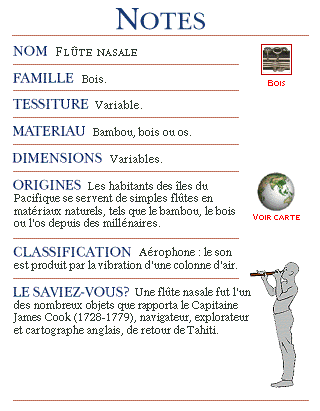 NOTES
NOM FLÛTE NASALE
FAMILLE Bois.
BOIS
TESSITURE Variable.
MATERIAU Bambou, bois ou os.
DIMENSIONS Variables.
ORIGINES Les habitants des îles du
Pacifique se servent de simples flûtes en
matériaux naturels, tels que le bambou, le bois
ou l'os depuis des millénaires.
VOIR CARTE
CLASSIFICATION Aérophone : le son
est produit par la vibration d'une colonne d'air.
LE SAVIEZ-VOUS? Une flûte nasale fut l'un
des nombreux objets que rapporta le Capitaine
James Cook (1728-1779), navigateur, explorateur
et cartographe anglais, de retour de Tahiti.